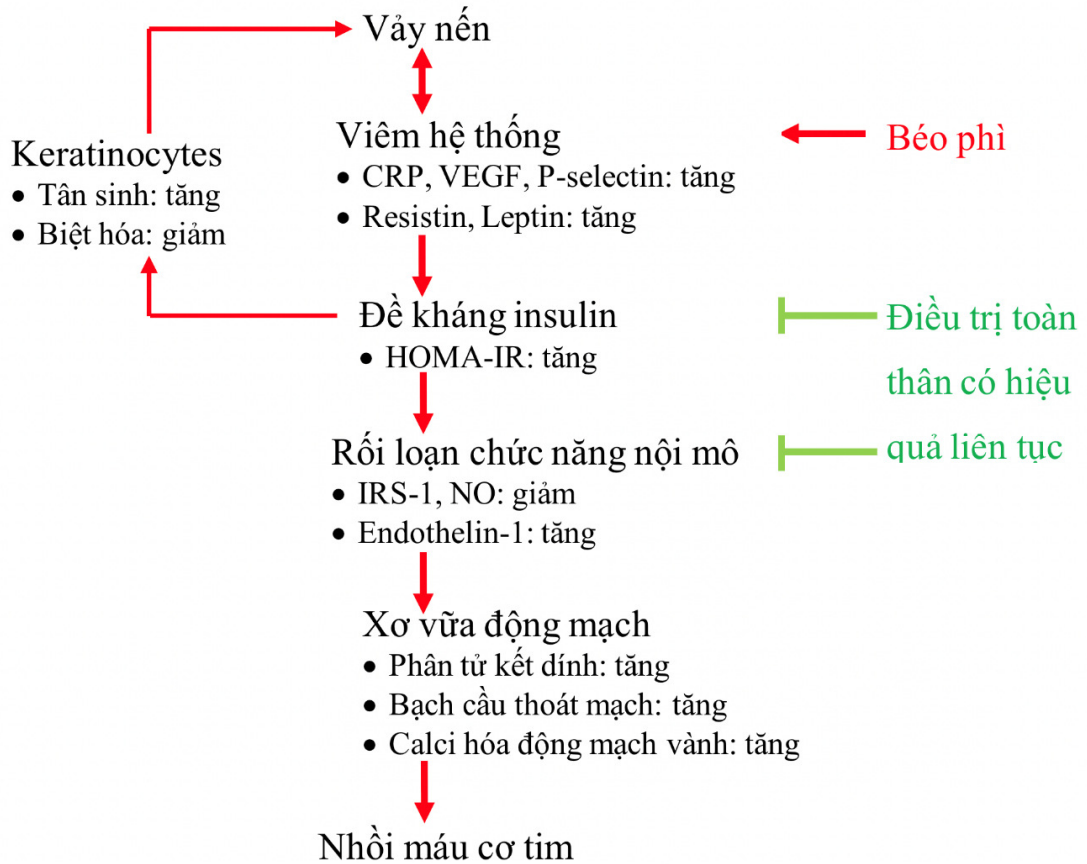 Vảy nến
Viêm hệ thống
• CRP, VEGF, P-selectin: tăng
• Resistin, Leptin: tăng
Béo phì
Keratinocytes
• Tân sinh: tăng
• Biệt hóa: giảm
Đề kháng insulin
• HOMA-IR: tăng
Điều trị toàn
thân có hiệu
quả liên tục
Rối loạn chức năng nội mô
• IRS-1, NO: giảm
• Endothelin-1: tăng
Xơ vữa động mạch
• Phân tử kết dính: tăng
• Bạch cầu thoát mạch: tăng
• Calci hóa động mạch vành: tăng
Nhồi máu cơ tim